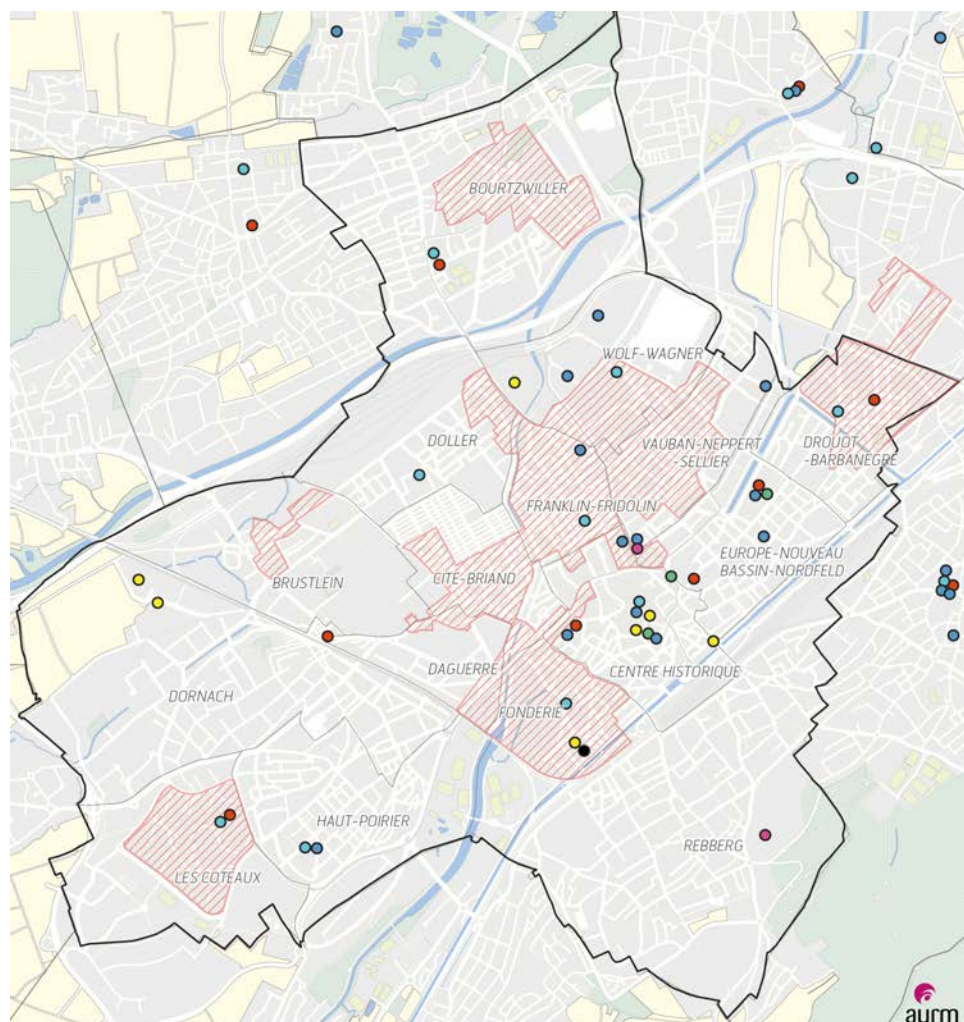 BOURTZWILLER
WOLF-WAGNER
DOLLER
VAUBAN-NEPPERT
-SELLIER
DROUOT
-BARBANEGRE
FRANKLIN-FRIDOLIN
EUROPE-NOUVEAU
BASSIN-NORDFELD
BRUSTLEIN
CITE-BRIAND
DAGUERRE
CENTRE HISTORIQUE
DORNACH
FONDERIE
HAUT-POIRIER
REBBERG
LES COTEAUX
aurm